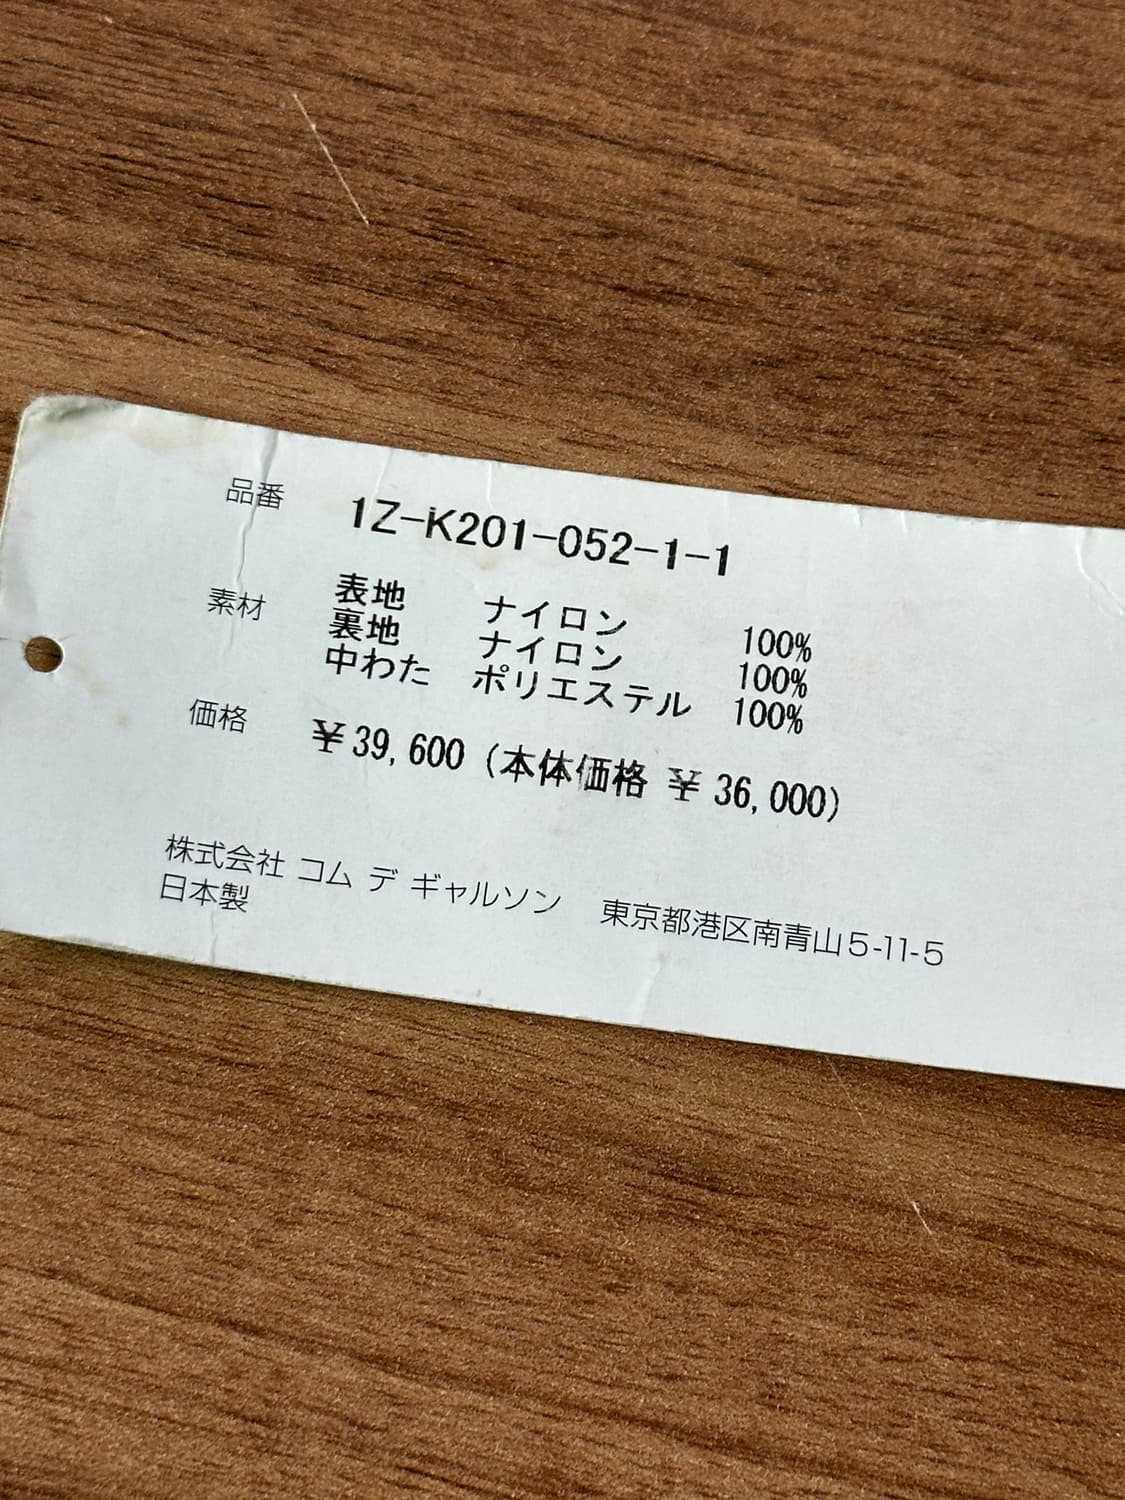 品番 1Z-K201-052-1-1
素材 表地 ナイロン 100%
裏地 ナイロン 100%
中わた ポリエステル 100%
価格 ¥39,600 (本体価格 ¥36,000)
株式会社 コム デ ギャルソン 東京都港区南青山5-11-5
日本製